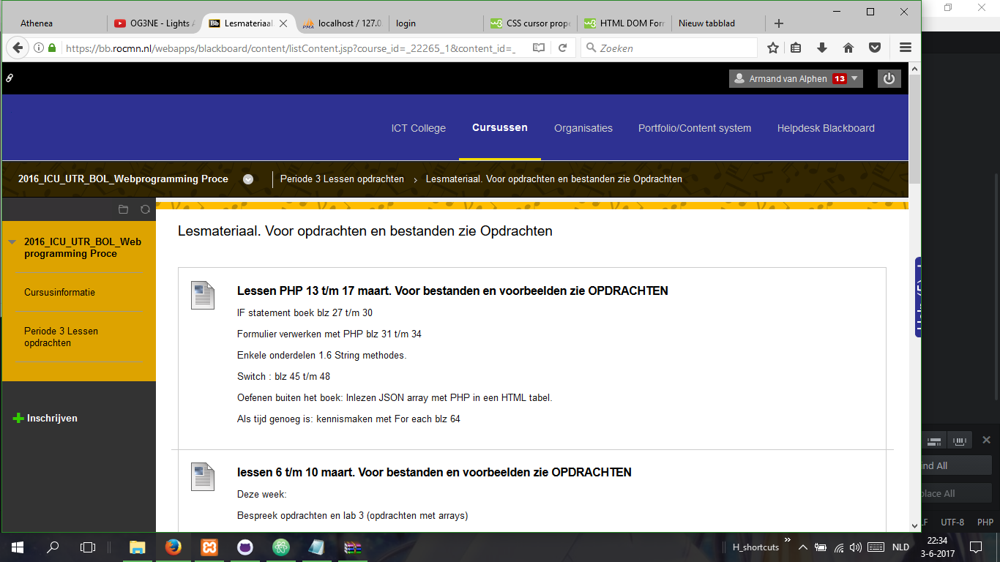 Athenea
OG3NE - Lights A
Bb Lesmateriaal.
PMA localhost / 127.0
login
CSS cursor prope
HTML DOM Forr
Nieuw tabblad
https://bb.rocmn.nl/webapps/blackboard/content/listContent.jsp?course_id=_22265_1&content_id=_
Zoeken
Armand van Alphen 13
ICT College
Cursussen
Organisaties
Portfolio/Content system
Helpdesk Blackboard
2016_ICU_UTR_BOL_Webprogramming Proce
Periode 3 Lessen opdrachten
Lesmateriaal. Voor opdrachten en bestanden zie Opdrachten
2016_ICU_UTR_BOL_Web
programming Proce
Cursusinformatie
Periode 3 Lessen
opdrachten
Inschrijven
Lesmateriaal. Voor opdrachten en bestanden zie Opdrachten
Lessen PHP 13 t/m 17 maart. Voor bestanden en voorbeelden zie OPDRACHTEN
IF statement boek blz 27 t/m 30
Formulier verwerken met PHP blz 31 t/m 34
Enkele onderdelen 1.6 String methodes.
Switch : blz 45 t/m 48
Oefenen buiten het boek: Inlezen JSON array met PHP in een HTML tabel.
Als tijd genoeg is: kennismaken met For each blz 64
lessen 6 t/m 10 maart. Voor bestanden en voorbeelden zie OPDRACHTEN
Deze week:
Bespreek opdrachten en lab 3 (opdrachten met arrays)
ind All
place All
LF
UTF-8
PHP
H_shortcuts
NLD
22:34
3-6-2017